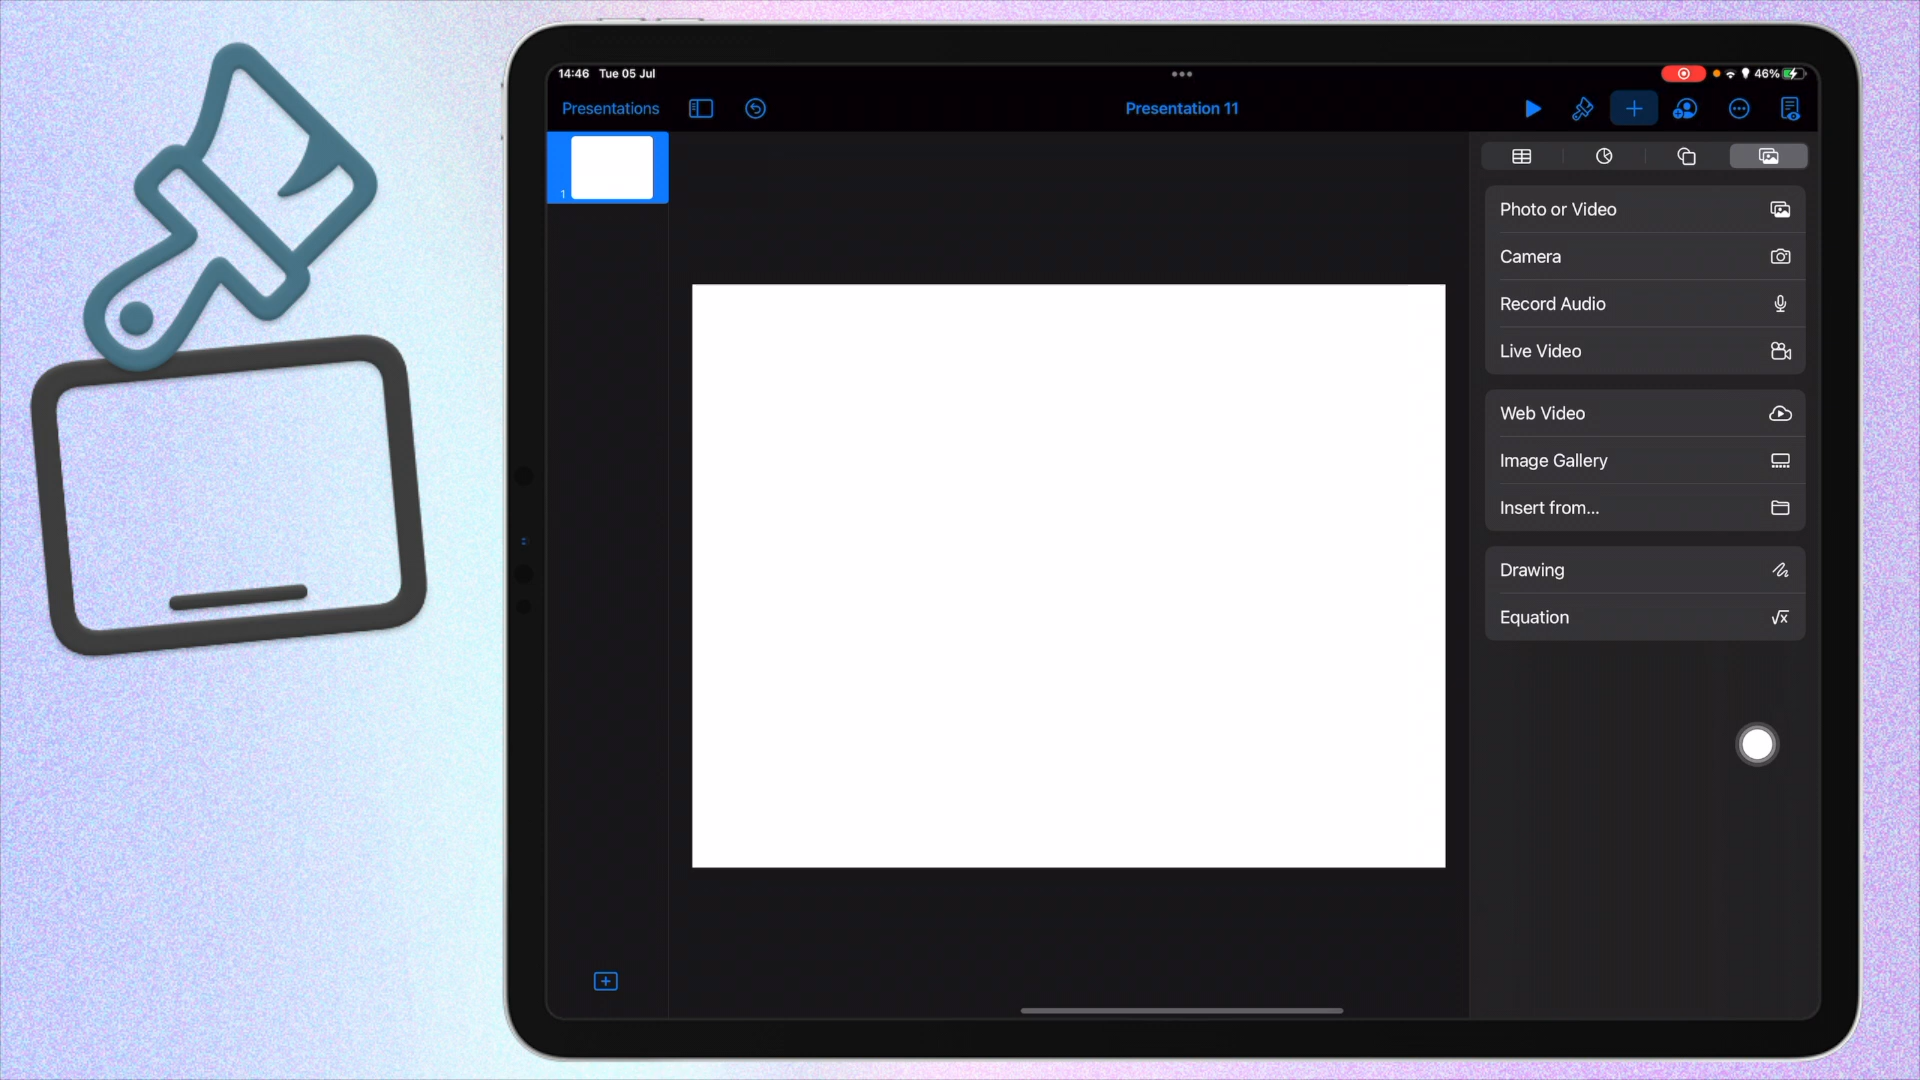 14:46 Tue 05 Jul
46%
Presentations
Presentation 11
1
Photo or Video
Camera
Record Audio
Live Video
Web Video
Image Gallery
Insert from...
Drawing
Equation
√x